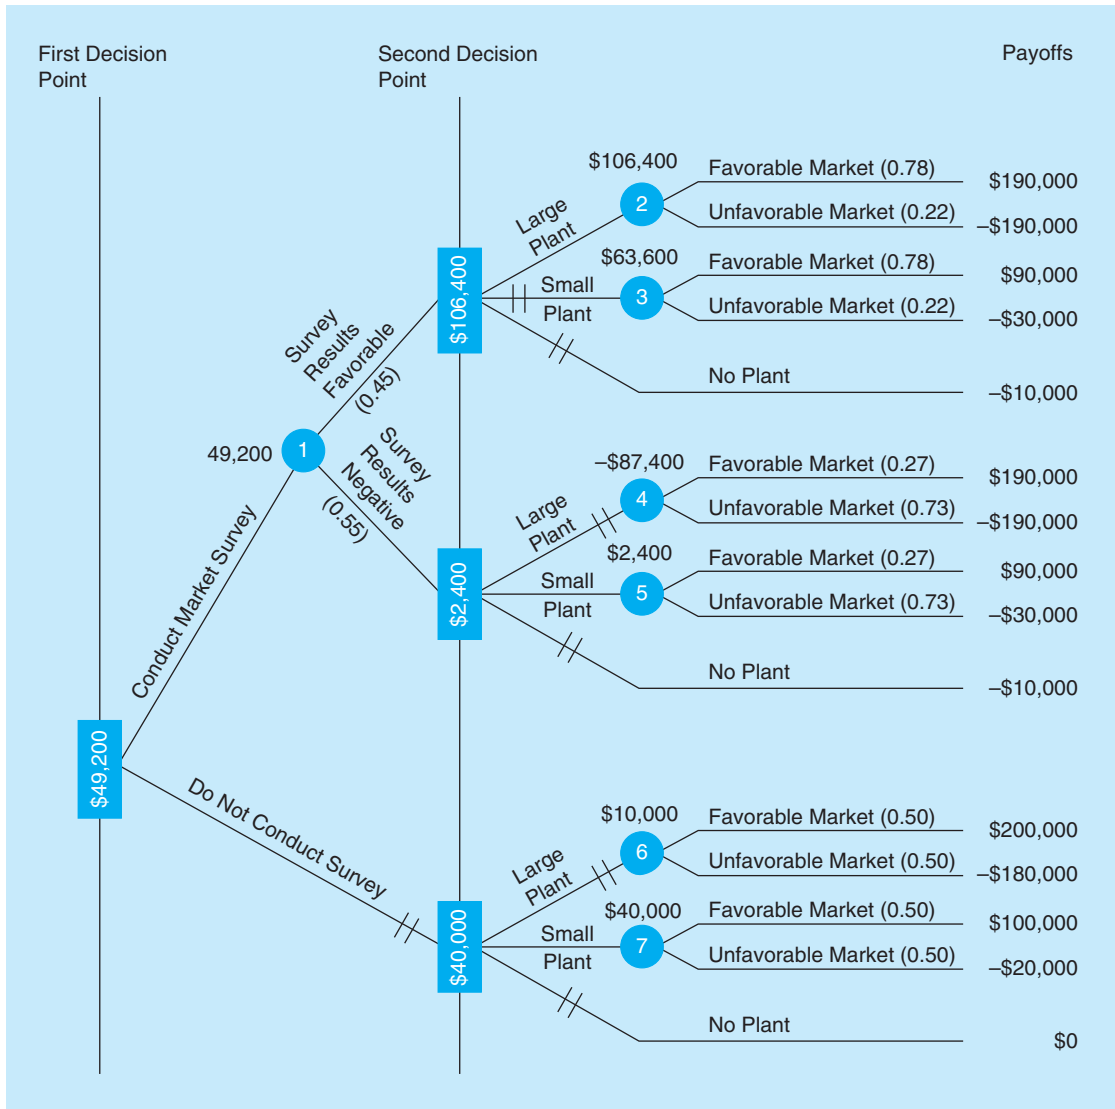 First Decision
Point
Second Decision
Point
Payoffs
$106,400
Favorable Market (0.78)
$190,000
Large
Plant
2
Unfavorable Market (0.22)
–$190,000
$63,600
Favorable Market (0.78)
$90,000
$106,400
Small
Plant
3
Unfavorable Market (0.22)
–$30,000
No Plant
–$10,000
Survey
Results
Favorable
(0.45)
49,200
1
Survey
Results
Negative
(0.55)
–$87,400
Favorable Market (0.27)
$190,000
Large
Plant
4
Unfavorable Market (0.73)
–$190,000
$2,400
Favorable Market (0.27)
$90,000
$2,400
Small
Plant
5
Unfavorable Market (0.73)
–$30,000
No Plant
–$10,000
Conduct Market Survey
$49,200
Do Not Conduct Survey
$10,000
Favorable Market (0.50)
$200,000
Large
Plant
6
Unfavorable Market (0.50)
–$180,000
$40,000
Favorable Market (0.50)
$100,000
$40,000
Small
Plant
7
Unfavorable Market (0.50)
–$20,000
No Plant
$0